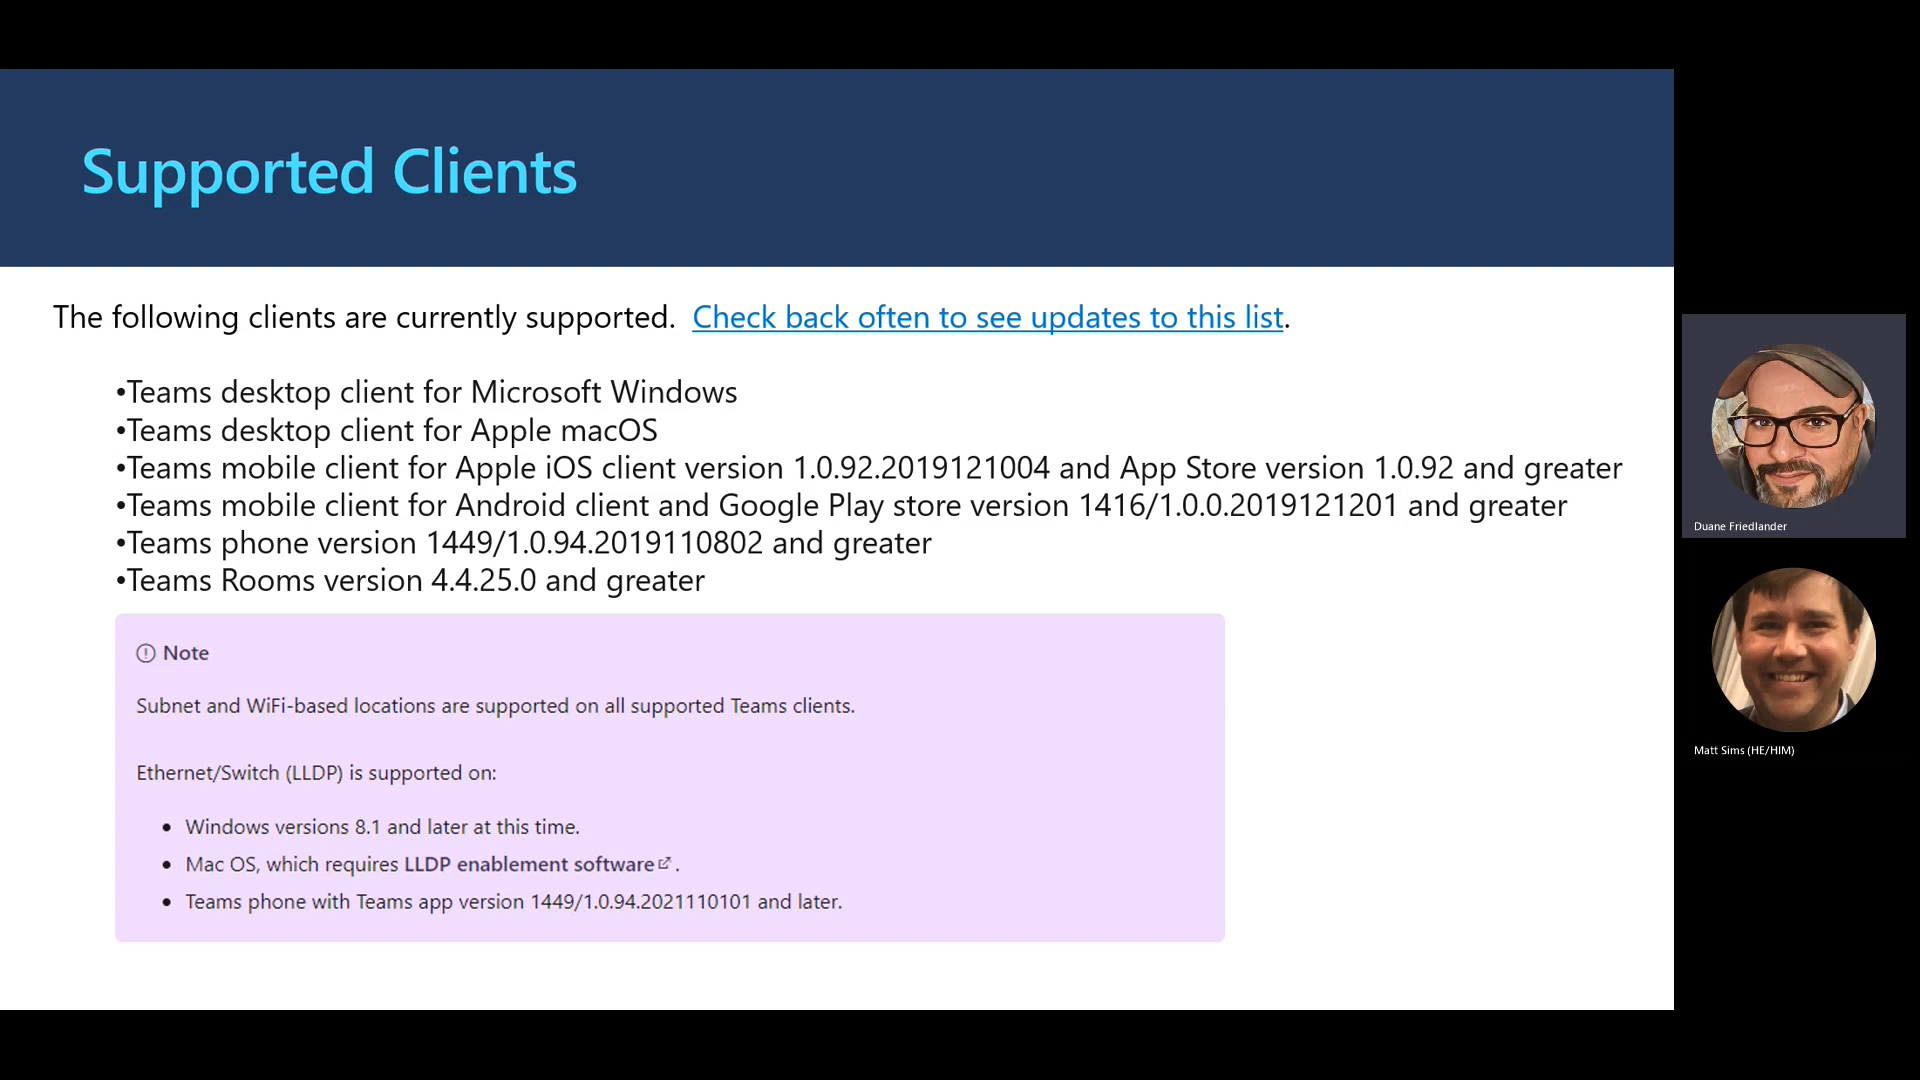 Supported Clients
The following clients are currently supported.  Check back often to see updates to this list.
•Teams desktop client for Microsoft Windows
•Teams desktop client for Apple macOS
•Teams mobile client for Apple iOS client version 1.0.92.2019121004 and App Store version 1.0.92 and greater
•Teams mobile client for Android client and Google Play store version 1416/1.0.0.2019121201 and greater
•Teams phone version 1449/1.0.94.2019110802 and greater
•Teams Rooms version 4.4.25.0 and greater
Note
Subnet and WiFi-based locations are supported on all supported Teams clients.
Ethernet/Switch (LLDP) is supported on:
• Windows versions 8.1 and later at this time.
• Mac OS, which requires LLDP enablement software.
• Teams phone with Teams app version 1449/1.0.94.2021110101 and later.
Duane Friedlander
Matt Sims (HE/HIM)